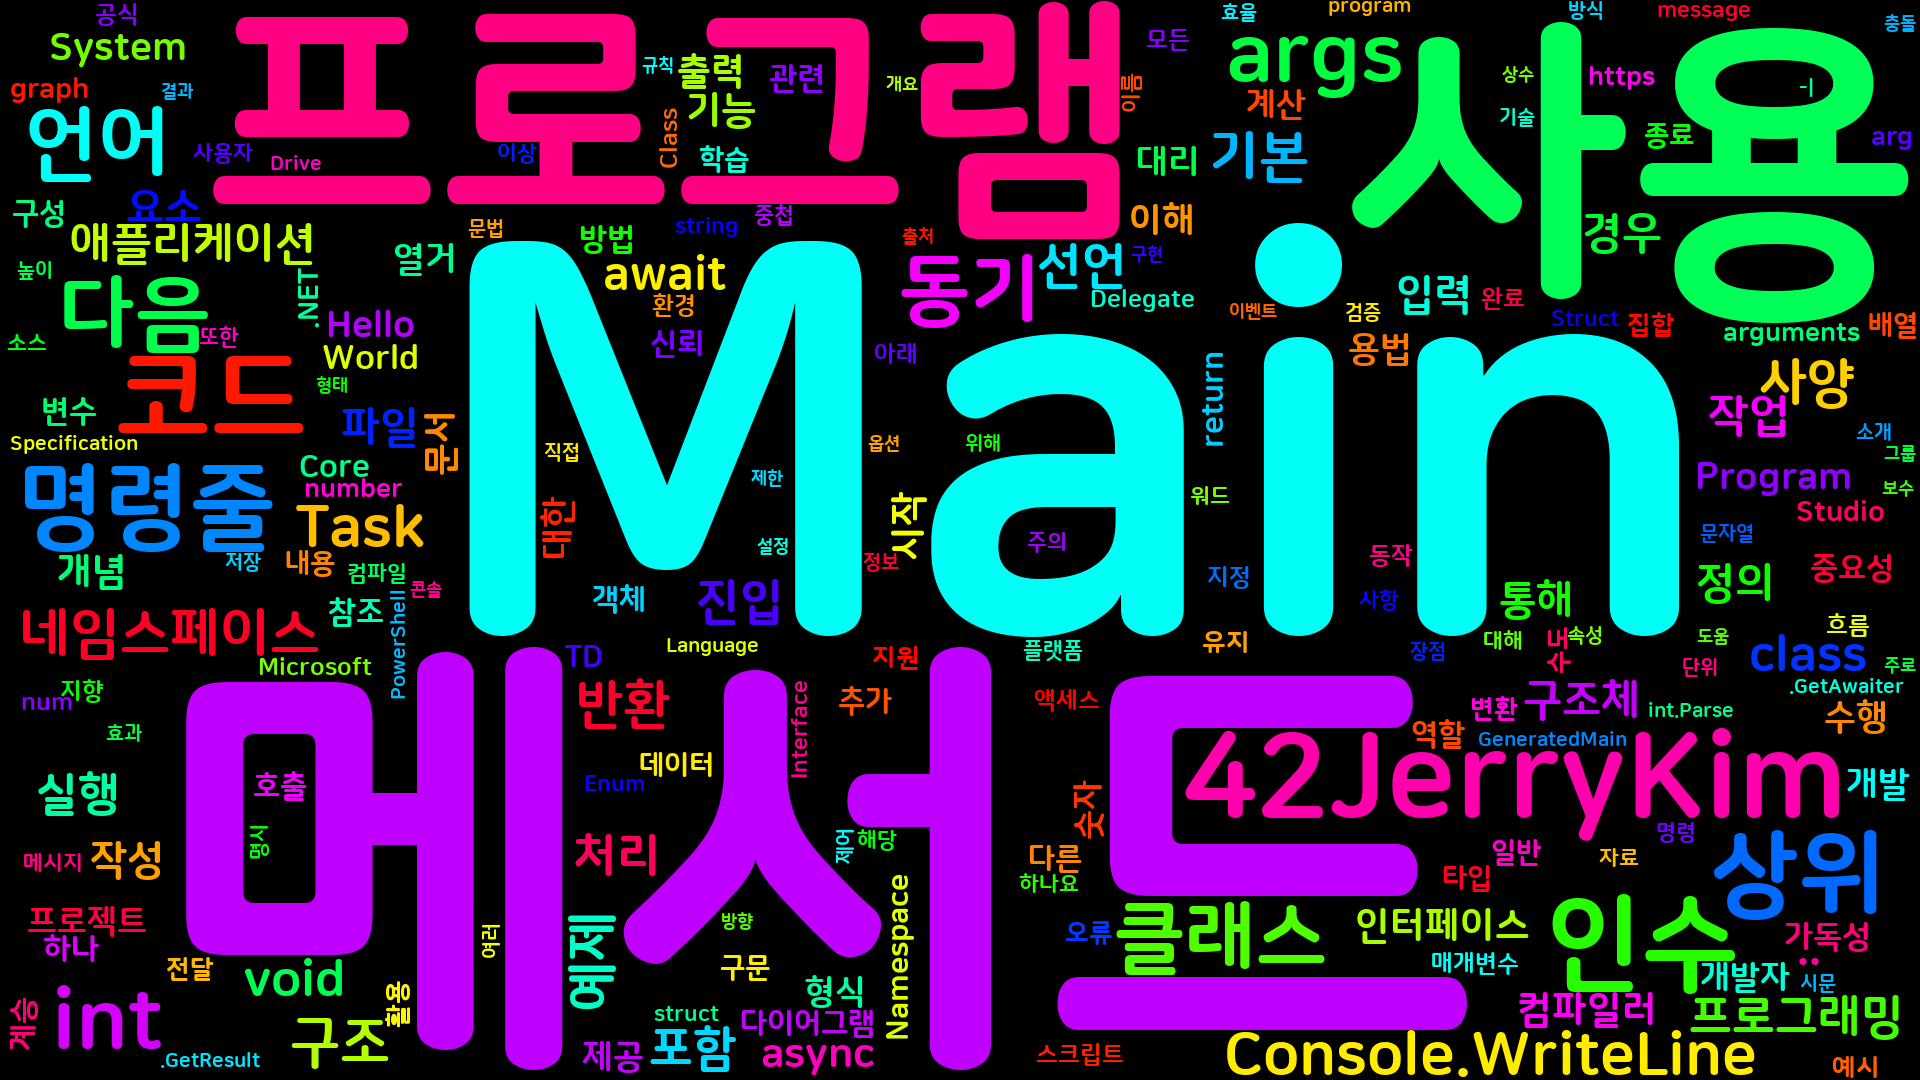 공식
System
graph
결과
언어
사용자
Drive
구성
요소
애플리케이션
높이
다음
소스
또한
.NET
Hello
World
형태
코드
변수
Specification
파일
문서
프로그램
이상
규칙
Class
출력
기능
관련
학습
개요
이름
모든
문법
string
중첩
방법
열거
await
환경
신뢰
출처
동기
선언
구현
Delegate
아래
대리
이해
효율
program
방식
message
충돌
args
사용
상수
https
계산
기술
기본
종료
arg
ㅢ
경우
입력
완료
이벤트
검증
용법
Struct
집합
arguments
배열
Main
return
사양
작업
소개
그룹
Program
보수
Studio
문자열
명령줄
Core
number
Task
개념
저장
내용
컴파일
콘솔
참조
PowerShell
네임스페이스
Microsoft
지향
num
효과
직접
대한
제한
설정
옵션
시작
정보
위해
주의
워드
객체
진입
지정
동작
사항
유지
장점
통해
정의
중요성
대해
내사
속성
도움
단위
흐름
class
주로
.GetAwaiter
메서드
Language
TD
반환
데이터
Enum
Interface
지원
추가
플랫폼
액세스
변환
구조체
int.Parse
수행
역할
GeneratedMain
42JerryKim
개발
숫자
명령
실행
호출
명시
메시지
작성
프로젝트
하나
전달
void
int
계승
구조
활용
.GetResult
여러
처리
예제
제어
해당
방향
구문
형식
Namespace
struct
다이어그램
제공
포함
async
다른
하나요
오류
클래스
일반
타입
자료
인터페이스
매개변수
인수
상위
가독성
개발자
시문
컴파일러
프로그래밍
스크립트
Console.WriteLine
예시